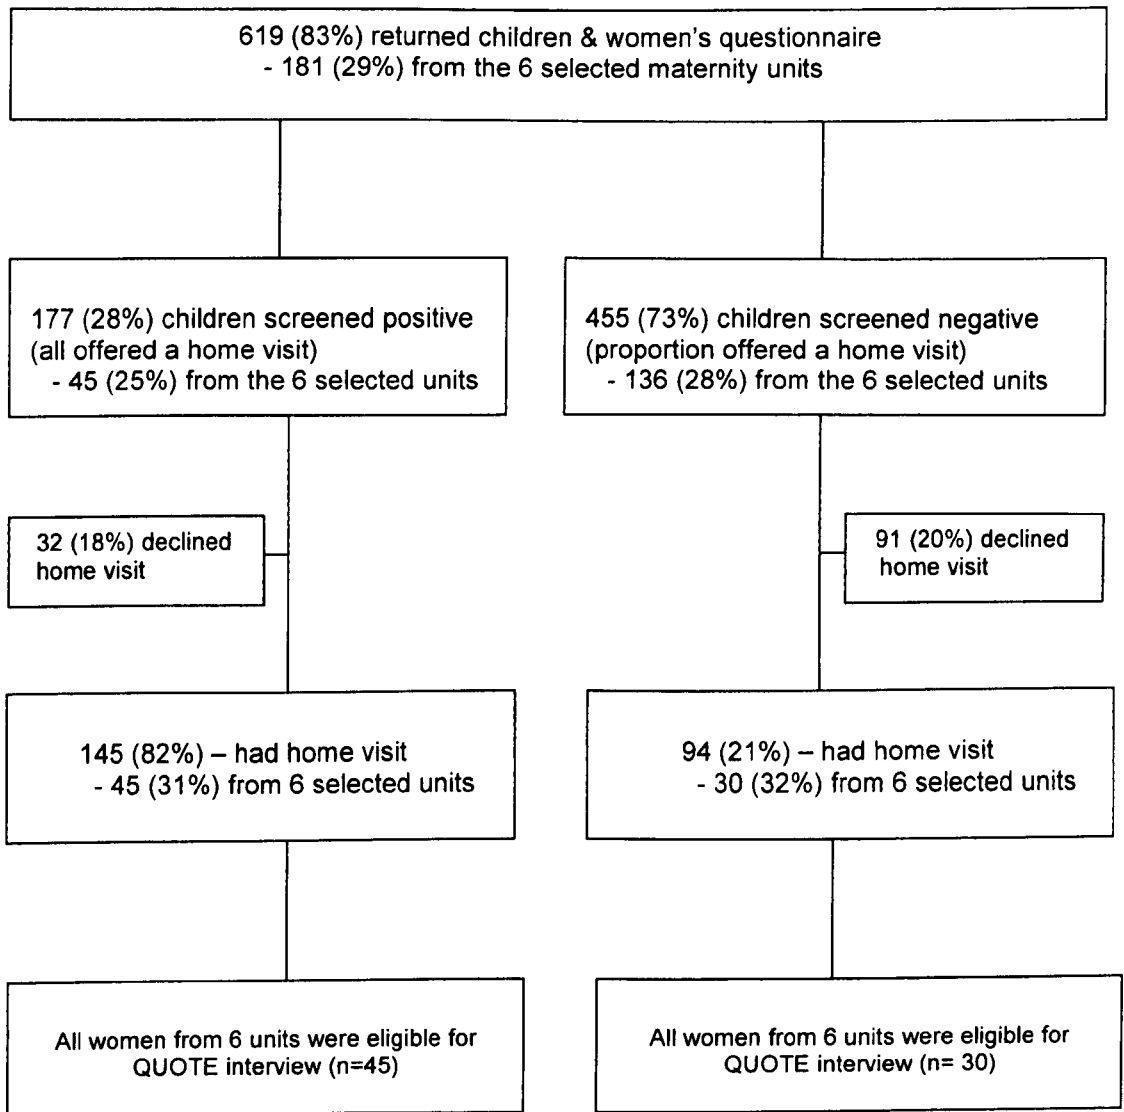 619 (83%) returned children & women's questionnaire
- 181 (29%) from the 6 selected maternity units
177 (28%) children screened positive
(all offered a home visit)
- 45 (25%) from the 6 selected units
455 (73%) children screened negative
(proportion offered a home visit)
- 136 (28%) from the 6 selected units
32 (18%) declined
home visit
91 (20%) declined
home visit
145 (82%) – had home visit
- 45 (31%) from 6 selected units
94 (21%) – had home visit
- 30 (32%) from 6 selected units
All women from 6 units were eligible for
QUOTE interview (n=45)
All women from 6 units were eligible for
QUOTE interview (n= 30)